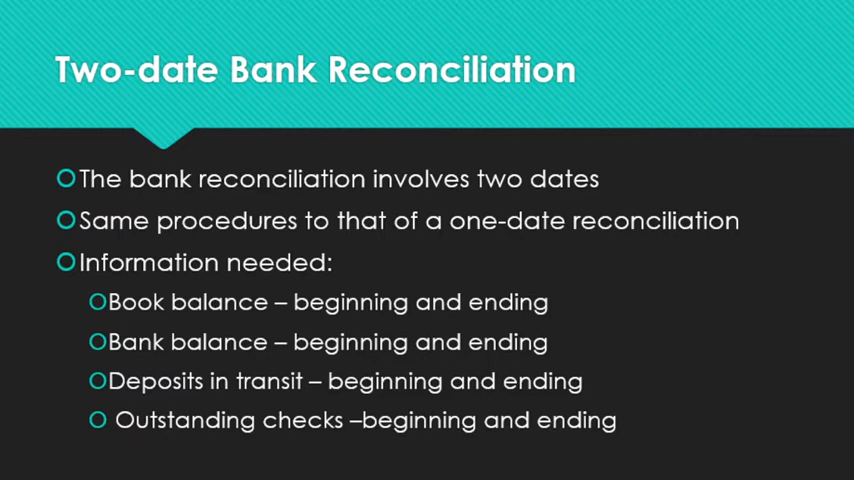 Two-date Bank Reconciliation
The bank reconciliation involves two dates
Same procedures to that of a one-date reconciliation
Information needed:
Book balance – beginning and ending
Bank balance – beginning and ending
Deposits in transit – beginning and ending
Outstanding checks –beginning and ending